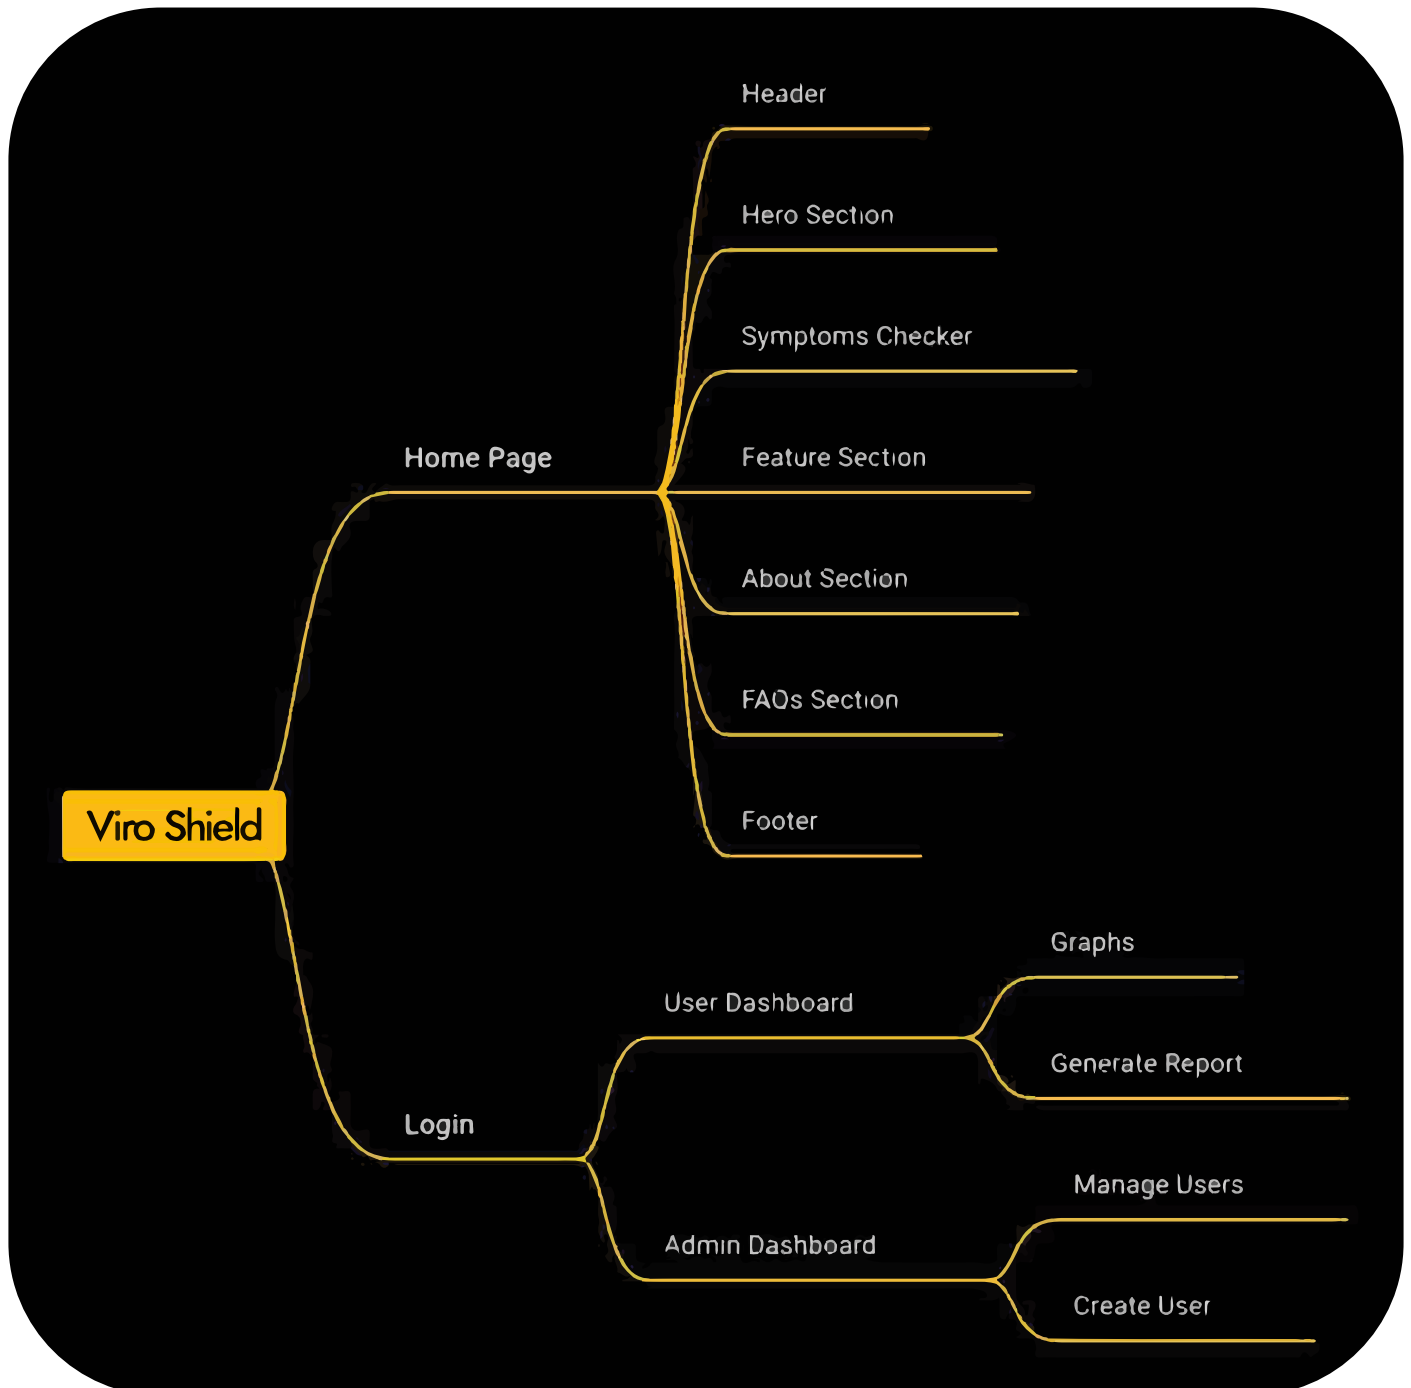 Header
Hero Section
Symptoms Checker
Home Page
Feature Section
About Section
FAQs Section
Viro Shield
Footer
Graphs
User Dashboard
Generate Report
Login
Manage Users
Admin Dashboard
Create User